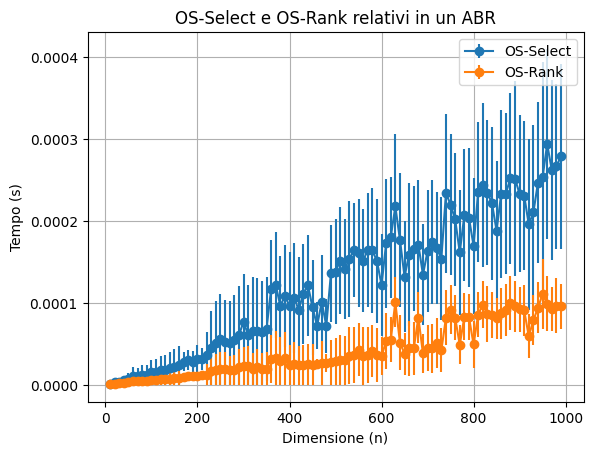 OS-Select e OS-Rank relativi in un ABR
OS-Select
OS-Rank
0.0004
0.0003
0.0002
0.0001
0.0000
Tempo (s)
0 200 400 600 800 1000
Dimensione (n)